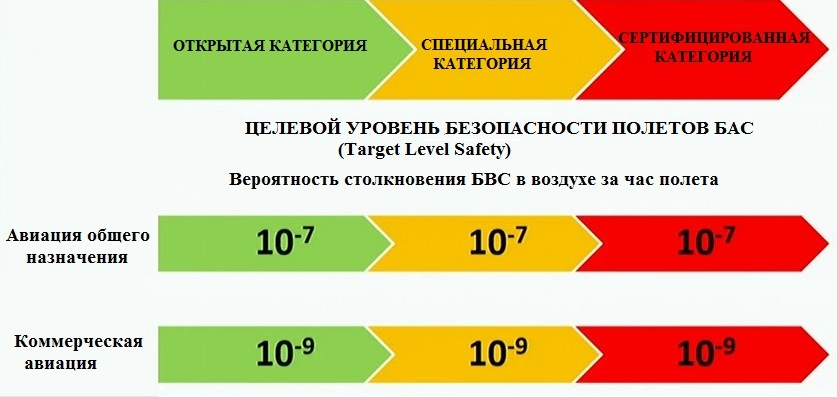 ОТКРЫТАЯ КАТЕГОРИЯ
СПЕЦИАЛЬНАЯ
КАТЕГОРИЯ
СЕРТИФИЦИРОВАННАЯ
КАТЕГОРИЯ
ЦЕЛЕВОЙ УРОВЕНЬ БЕЗОПАСНОСТИ ПОЛЕТОВ БАС
(Target Level Safety)
Вероятность столкновения БВС в воздухе за час полета
Авиация общего
назначения
10⁻⁷ 10⁻⁷ 10⁻⁷
Коммерческая
авиация
10⁻⁹ 10⁻⁹ 10⁻⁹